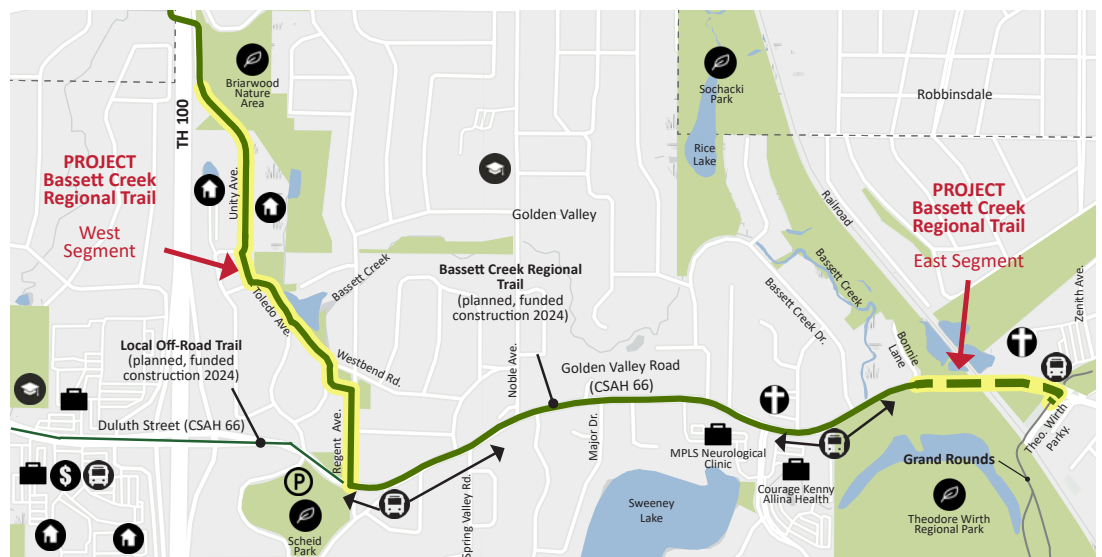 Briarwood
Nature
Area
TH 100
PROJECT
Bassett Creek
Regional Trail
West
Segment
Unity Ave.
Toledo Ave.
Bassett Creek
Westbend Rd.
Local Off-Road Trail
(planned, funded
construction 2024)
Duluth Street (CSAH 66)
Regent Ave.
P
$
Scheid
Park
Spring Valley Rd.
Golden Valley
Bassett Creek Regional
Trail
(planned, funded
construction 2024)
Noble Ave.
Golden Valley Road
(CSAH 66)
Major Dr.
MPLS Neurological
Clinic
Sweeney
Lake
Courage Kenny
Allina Health
Sochacki
Park
Rice
Lake
Robbinsdale
Railroad
PROJECT
Bassett Creek
Regional Trail
East Segment
Bassett Creek
Bassett Creek Dr.
Bonnie
Lane
Zenith Ave.
Theo. Wirth
Parky.
Grand Rounds
Theodore Wirth
Regional Park